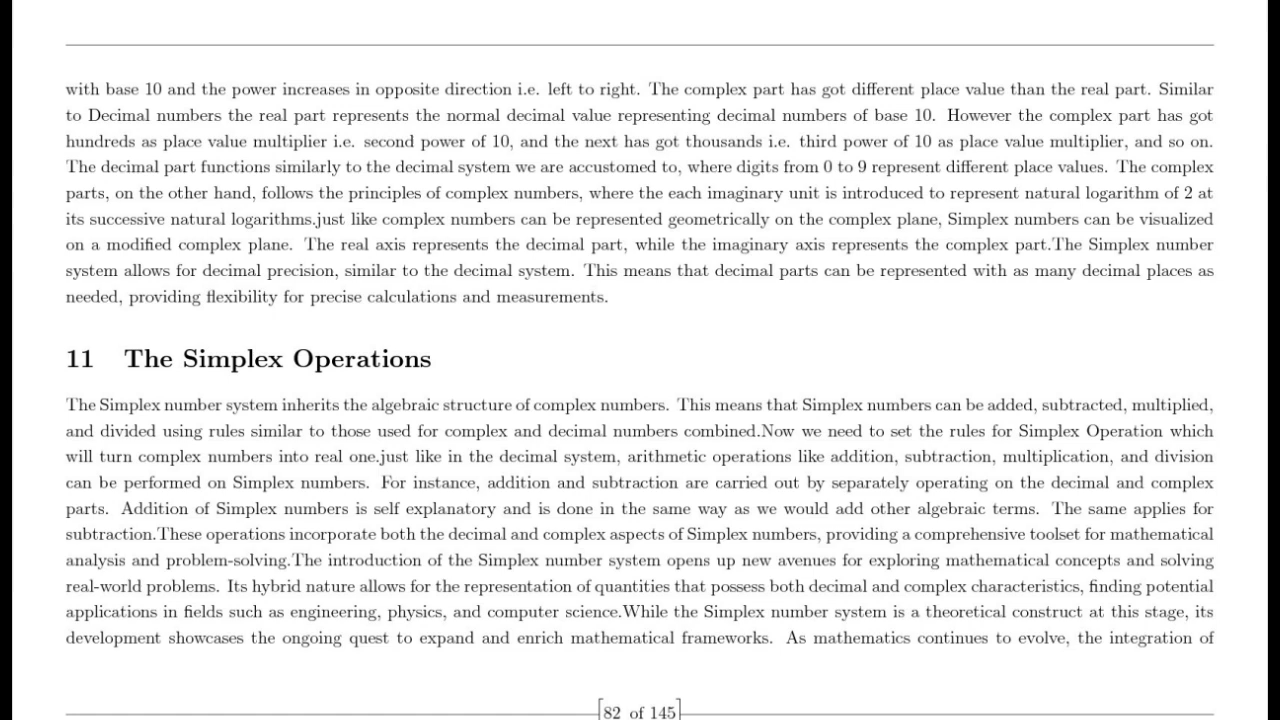 with base 10 and the power increases in opposite direction i.e. left to right. The complex part has got different place value than the real part. Similar
to Decimal numbers the real part represents the normal decimal value representing decimal numbers of base 10. However the complex part has got
hundreds as place value multiplier i.e. second power of 10, and the next has got thousands i.e. third power of 10 as place value multiplier, and so on.
The decimal part functions similarly to the decimal system we are accustomed to, where digits from 0 to 9 represent different place values. The complex
parts, on the other hand, follows the principles of complex numbers, where the each imaginary unit is introduced to represent natural logarithm of 2 at
its successive natural logarithms.just like complex numbers can be represented geometrically on the complex plane, Simplex numbers can be visualized
on a modified complex plane. The real axis represents the decimal part, while the imaginary axis represents the complex part.The Simplex number
system allows for decimal precision, similar to the decimal system. This means that decimal parts can be represented with as many decimal places as
needed, providing flexibility for precise calculations and measurements.
11 The Simplex Operations
The Simplex number system inherits the algebraic structure of complex numbers. This means that Simplex numbers can be added, subtracted, multiplied,
and divided using rules similar to those used for complex and decimal numbers combined.Now we need to set the rules for Simplex Operation which
will turn complex numbers into real one.just like in the decimal system, arithmetic operations like addition, subtraction, multiplication, and division
can be performed on Simplex numbers. For instance, addition and subtraction are carried out by separately operating on the decimal and complex
parts. Addition of Simplex numbers is self explanatory and is done in the same way as we would add other algebraic terms. The same applies for
subtraction.These operations incorporate both the decimal and complex aspects of Simplex numbers, providing a comprehensive toolset for mathematical
analysis and problem-solving.The introduction of the Simplex number system opens up new avenues for exploring mathematical concepts and solving
real-world problems. Its hybrid nature allows for the representation of quantities that possess both decimal and complex characteristics, finding potential
applications in fields such as engineering, physics, and computer science.While the Simplex number system is a theoretical construct at this stage, its
development showcases the ongoing quest to expand and enrich mathematical frameworks. As mathematics continues to evolve, the integration of
[82 of 145]